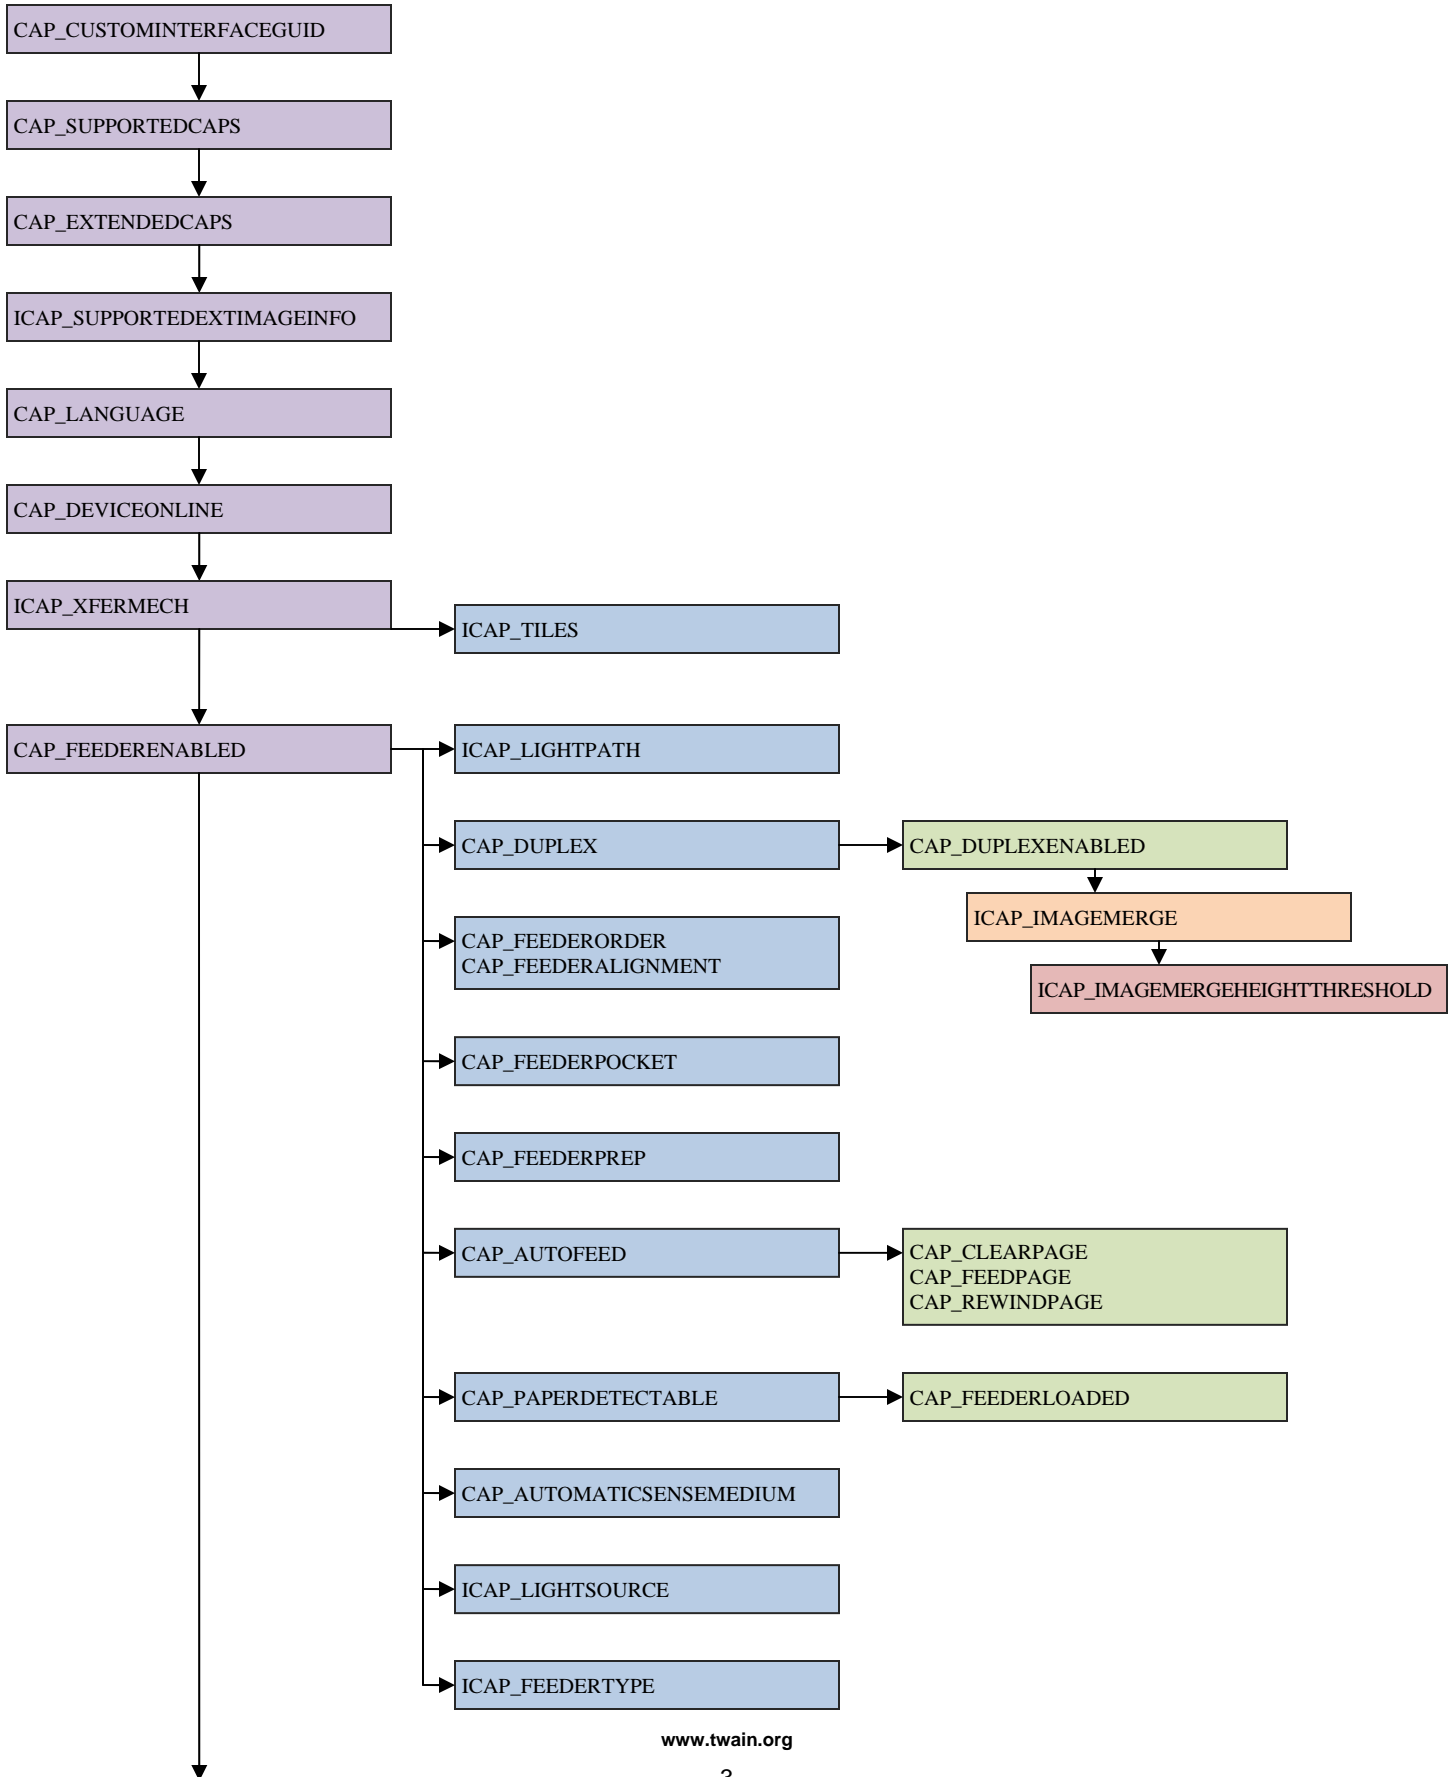 CAP_CUSTOMINTERFACEGUID
CAP_SUPPORTEDCAPS
CAP_EXTENDEDCAPS
ICAP_SUPPORTEDEXTIMAGEINFO
CAP_LANGUAGE
CAP_DEVICEONLINE
ICAP_XFERMECH
ICAP_TILES
CAP_FEEDERENABLED
ICAP_LIGHTPATH
CAP_DUPLEX
CAP_DUPLEXENABLED
ICAP_IMAGEMERGE
ICAP_IMAGEMERGEHEIGHTTHRESHOLD
CAP_FEEDERORDER
CAP_FEEDERALIGNMENT
CAP_FEEDERPOCKET
CAP_FEEDERPREP
CAP_AUTOFEED
CAP_CLEARPAGE
CAP_FEEDPAGE
CAP_REWINDPAGE
CAP_PAPERDETECTABLE
CAP_FEEDERLOADED
CAP_AUTOMATICSENSEMEDIUM
ICAP_LIGHTSOURCE
ICAP_FEEDERTYPE
www.twain.org
3